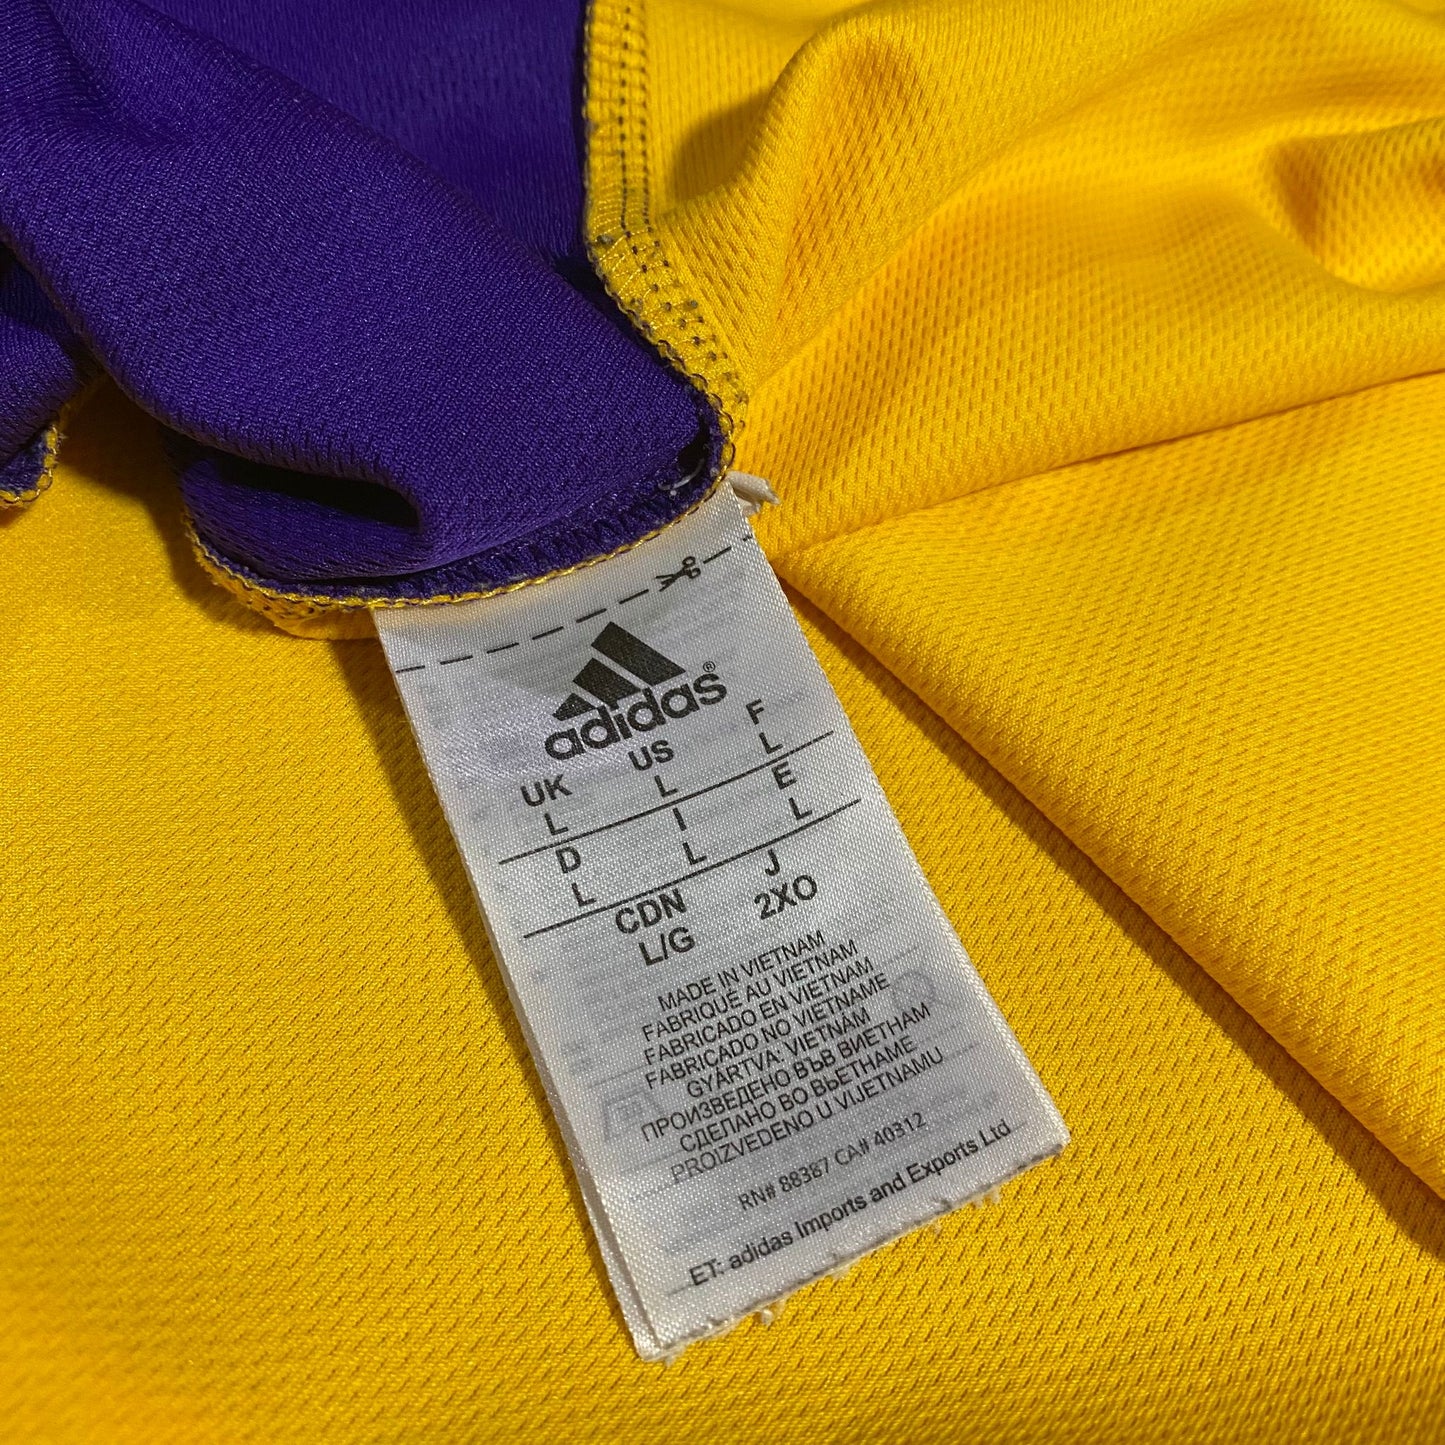 adidas®
UK US F
L L L
D I E
L L L
CDN J
L/G 2XO
MADE IN VIETNAM
FABRIQUÉ AU VIETNAM
FABRICADO EN VIETNAM
FABRICADO NO VIETNAME
GYÁRTVA: VIETNÁM
ПРОИЗВЕДЕНО ВЪВ ВИЕТНАМ
СДЕЛАНО ВО ВЬЕТНАМЕ
PROIZVEDENO U VIJETNAMU
RN# 88387 CA# 40312
ET: adidas Imports and Exports Ltd